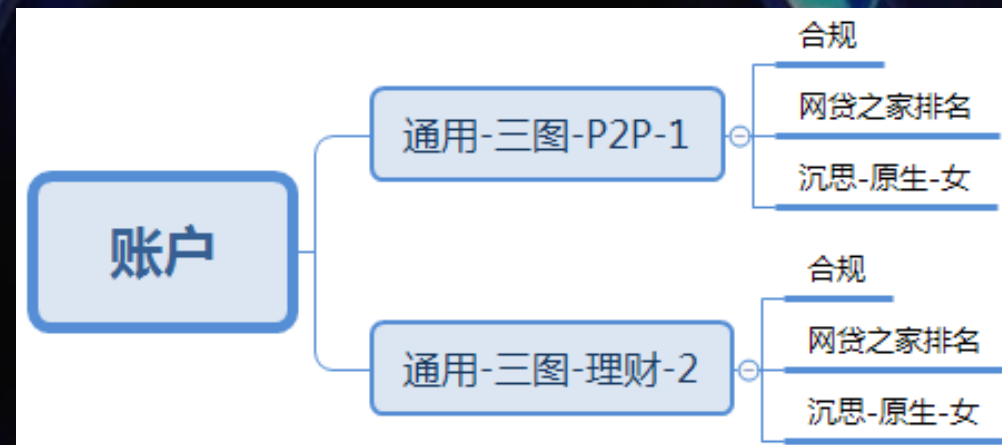 账户
通用-三图-P2P-1
合规
网贷之家排名
沉思-原生-女
通用-三图-理财-2
合规
网贷之家排名
沉思-原生-女